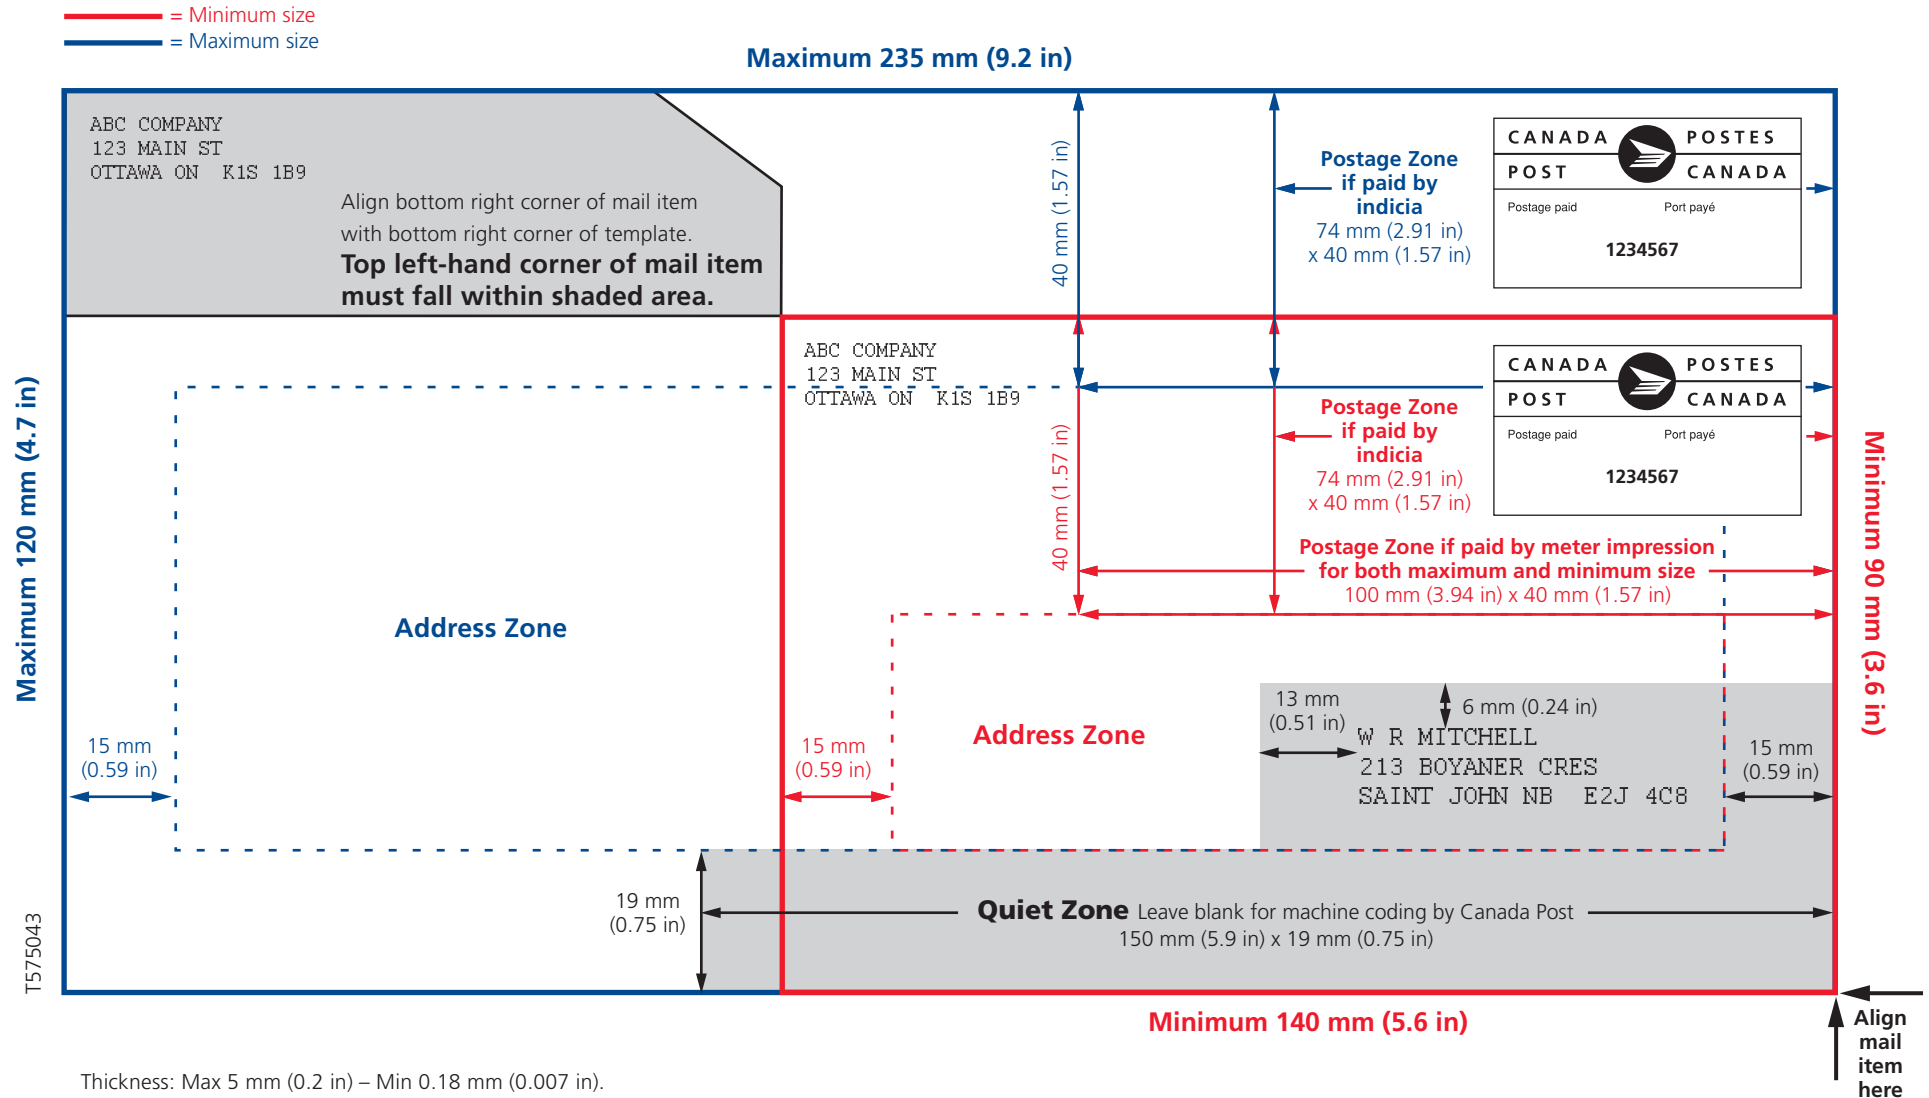 = Minimum size
= Maximum size
Maximum 235 mm (9.2 in)
ABC COMPANY
123 MAIN ST
OTTAWA ON K1S 1B9
Align bottom right corner of mail item
with bottom right corner of template.
Top left-hand corner of mail item
must fall within shaded area.
40 mm (1.57 in)
Postage Zone
if paid by
indicia
74 mm (2.91 in)
x 40 mm (1.57 in)
CANADA POSTES
POST CANADA
Postage paid Port payé
1234567
Maximum 120 mm (4.7 in)
ABC COMPANY
123 MAIN ST
OTTAWA ON K1S 1B9
40 mm (1.57 in)
Postage Zone
if paid by
indicia
74 mm (2.91 in)
x 40 mm (1.57 in)
CANADA POSTES
POST CANADA
Postage paid Port payé
1234567
Minimum 90 mm (3.6 in)
Postage Zone if paid by meter impression
for both maximum and minimum size
100 mm (3.94 in) x 40 mm (1.57 in)
Address Zone
15 mm
(0.59 in)
Address Zone
15 mm
(0.59 in)
13 mm
(0.51 in)
6 mm (0.24 in)
W R MITCHELL
213 BOYANER CRES
SAINT JOHN NB E2J 4C8
15 mm
(0.59 in)
19 mm
(0.75 in)
Quiet Zone Leave blank for machine coding by Canada Post
150 mm (5.9 in) x 19 mm (0.75 in)
T575043
Minimum 140 mm (5.6 in)
Align
mail
item
here
Thickness: Max 5 mm (0.2 in) – Min 0.18 mm (0.007 in).